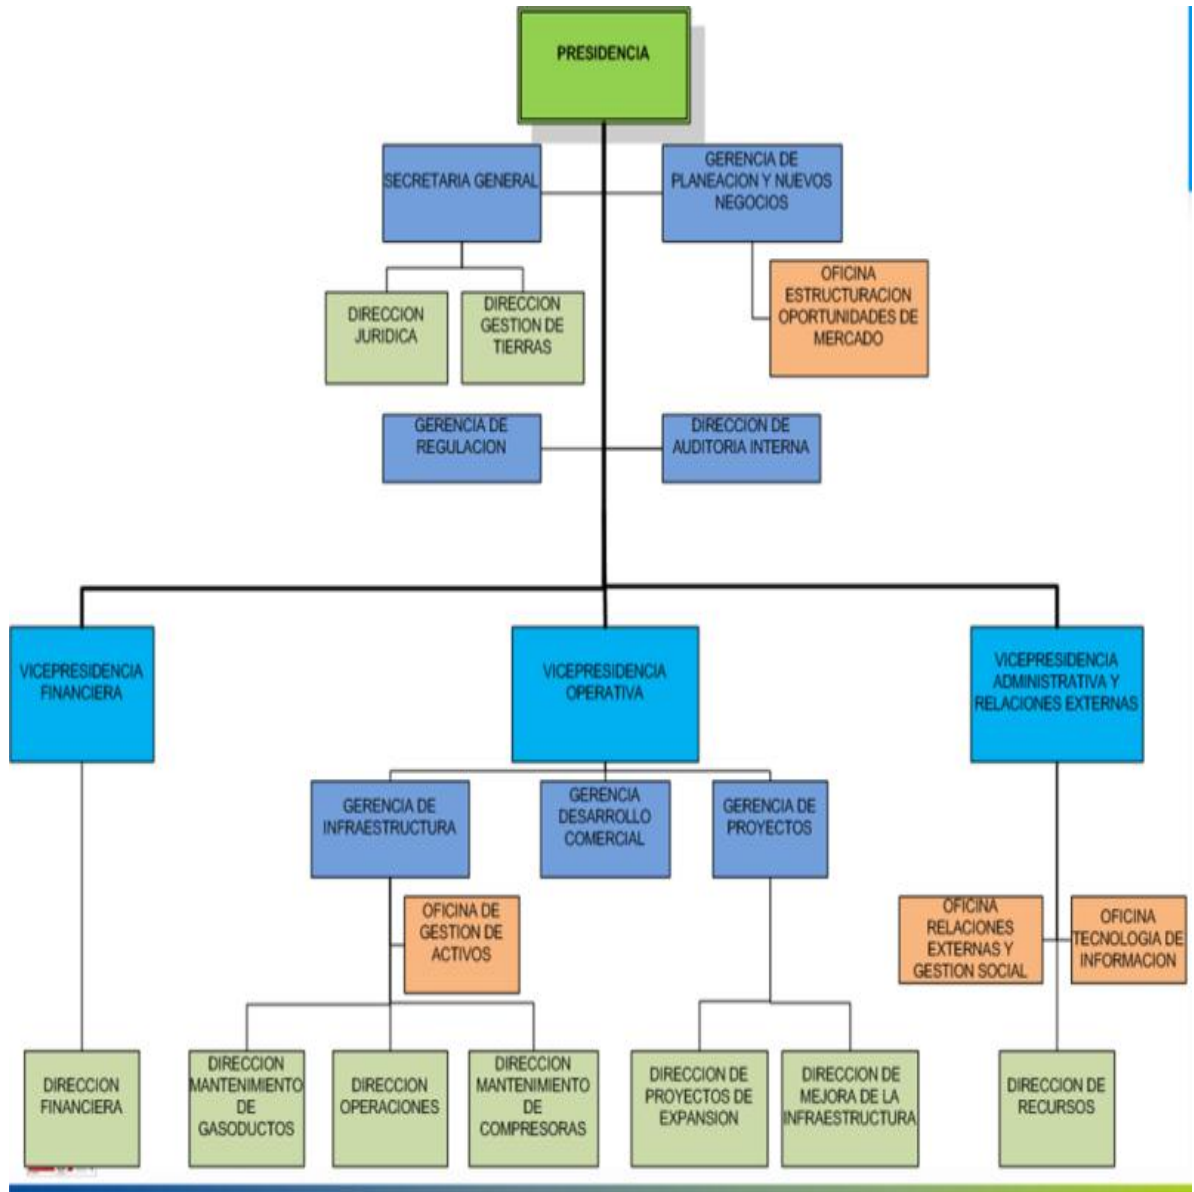 PRESIDENCIA
SECRETARIA GENERAL
GERENCIA DE
PLANEACION Y NUEVOS
NEGOCIOS
DIRECCION
JURIDICA
DIRECCION
GESTION DE
TIERRAS
OFICINA
ESTRUCTURACION
OPORTUNIDADES DE
MERCADO
GERENCIA DE
REGULACION
DIRECCION DE
AUDITORIA INTERNA
VICEPRESIDENCIA
FINANCIERA
VICEPRESIDENCIA
OPERATIVA
VICEPRESIDENCIA
ADMINISTRATIVA Y
RELACIONES EXTERNAS
GERENCIA DE
INFRAESTRUCTURA
GERENCIA
DESARROLLO
COMERCIAL
GERENCIA DE
PROYECTOS
OFICINA DE
GESTION DE
ACTIVOS
OFICINA
RELACIONES
EXTERNAS Y
GESTION SOCIAL
OFICINA
TECNOLOGIA DE
INFORMACION
DIRECCION
FINANCIERA
DIRECCION
MANTENIMIENTO
DE
GASODUCTOS
DIRECCION
OPERACIONES
DIRECCION
MANTENIMIENTO
DE
COMPRESORAS
DIRECCION DE
PROYECTOS DE
EXPANSION
DIRECCION DE
MEJORA DE LA
INFRAESTRUCTURA
DIRECCION DE
RECURSOS